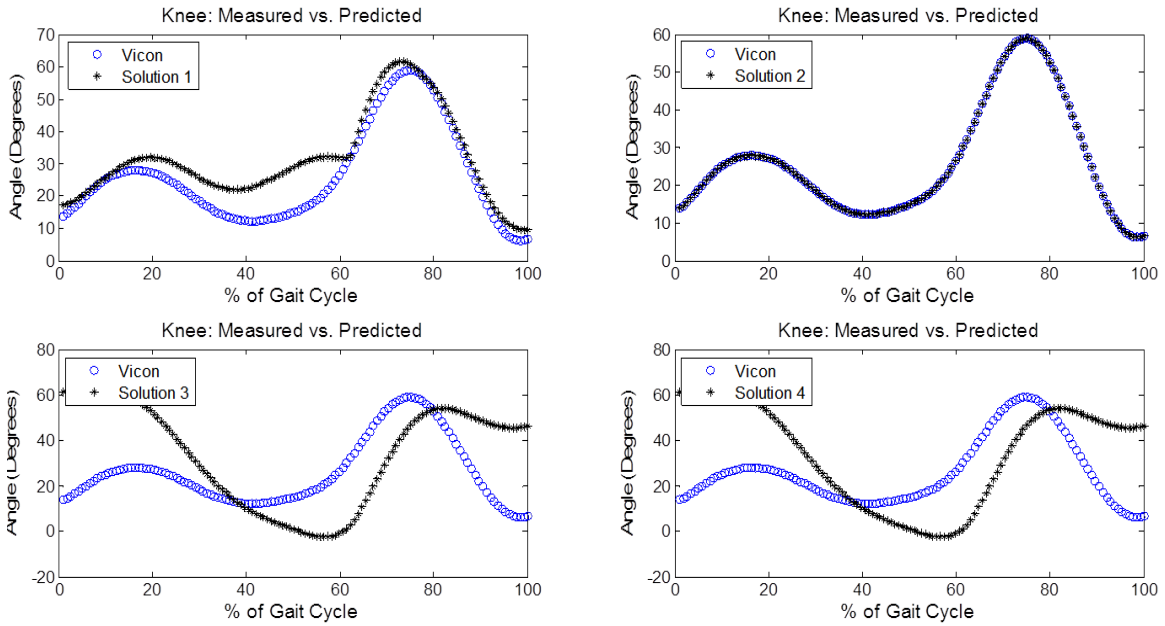 Knee: Measured vs. Predicted
70
60
50
40
30
20
10
0
Angle (Degrees)
Vicon
Solution 1
0 20 40 60 80 100
% of Gait Cycle
Knee: Measured vs. Predicted
60
50
40
30
20
10
0
Angle (Degrees)
Vicon
Solution 2
0 20 40 60 80 100
% of Gait Cycle
Knee: Measured vs. Predicted
80
60
40
20
0
-20
Angle (Degrees)
Vicon
Solution 3
0 20 40 60 80 100
% of Gait Cycle
Knee: Measured vs. Predicted
80
60
40
20
0
-20
Angle (Degrees)
Vicon
Solution 4
0 20 40 60 80 100
% of Gait Cycle